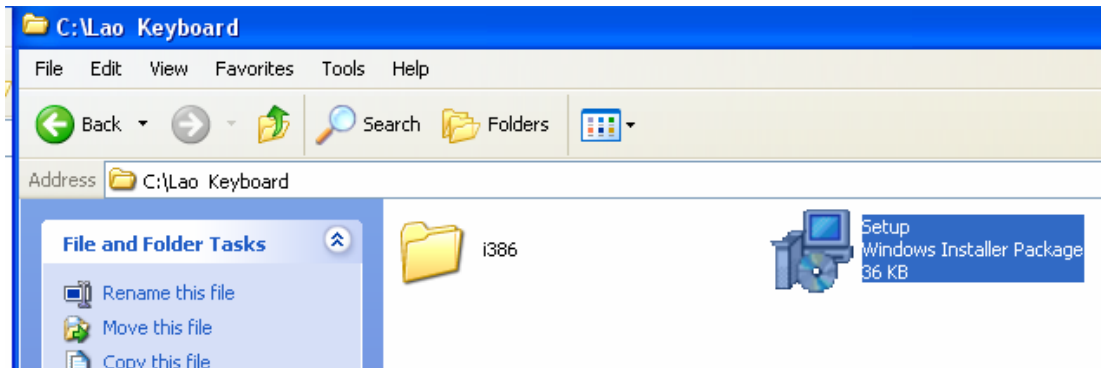 C:\Lao Keyboard
File Edit View Favorites Tools Help
Back Search Folders
Address C:\Lao Keyboard
File and Folder Tasks
Rename this file
Move this file
Copy this file
i386
Setup
Windows Installer Package
36 KB